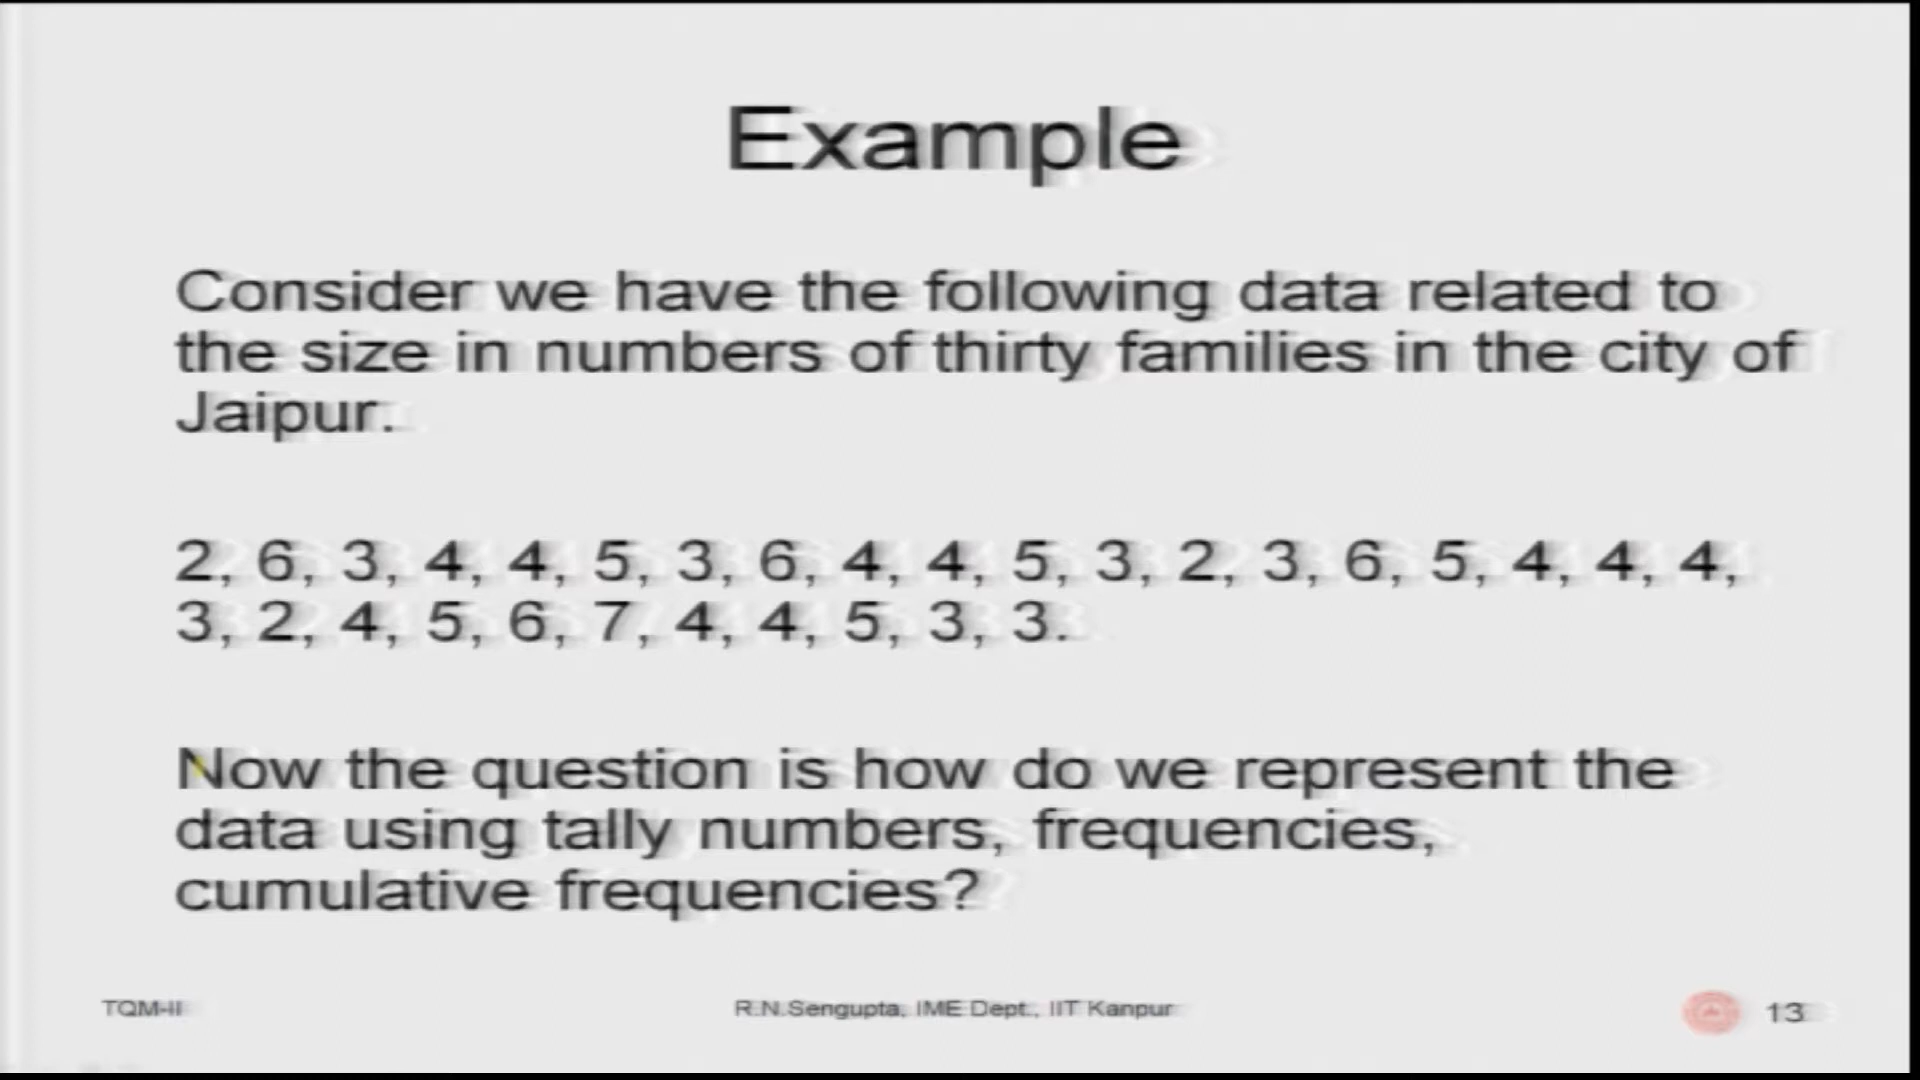 Example
Consider we have the following data related to
the size in numbers of thirty families in the city of
Jaipur.
2, 6, 3, 4, 4, 5, 3, 6, 4, 4, 5, 3, 2, 3, 6, 5, 4, 4, 4,
3, 2, 4, 5, 6, 7, 4, 4, 5, 3, 3.
Now the question is how do we represent the
data using tally numbers, frequencies,
cumulative frequencies?
TQM-II
R.N.Sengupta, IME Dept., IIT Kanpur
13